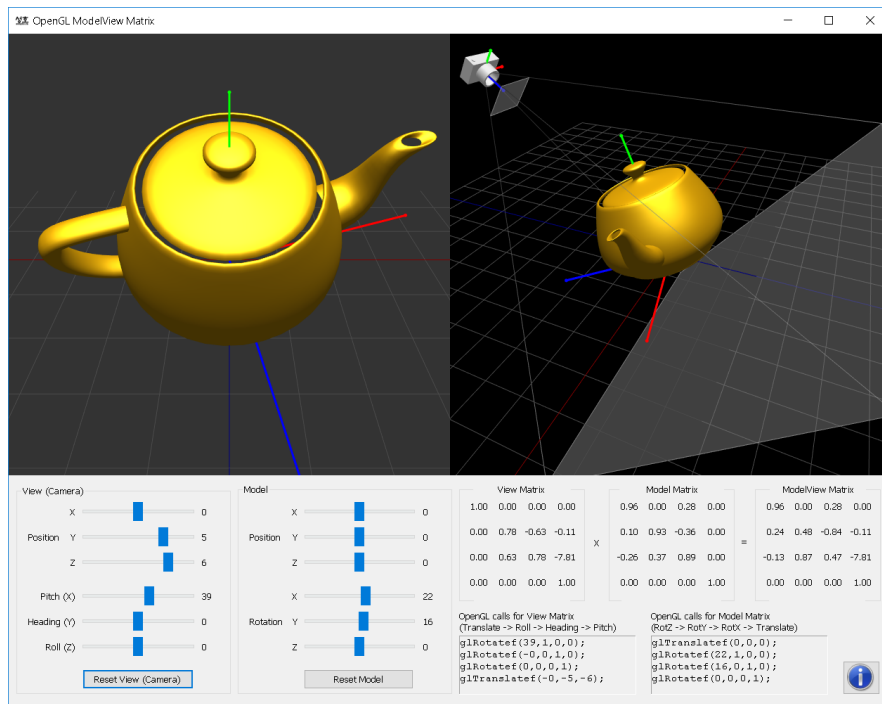 OpenGL ModelView Matrix
View (Camera)
X 0
Position Y 5
Z 6
Pitch (X) 39
Heading (Y) 0
Roll (Z) 0
Reset View (Camera)
Model
X 0
Position Y 0
Z 0
X 22
Rotation Y 16
Z 0
Reset Model
View Matrix
1.00 0.00 0.00 0.00
0.00 0.78 -0.63 -0.11
0.00 0.63 0.78 -7.81
0.00 0.00 0.00 1.00
X
Model Matrix
0.96 0.00 0.28 0.00
0.10 0.93 -0.36 0.00
-0.26 0.37 0.89 0.00
0.00 0.00 0.00 1.00
=
ModelView Matrix
0.96 0.00 0.28 0.00
0.24 0.48 -0.84 -0.11
-0.13 0.87 0.47 -7.81
0.00 0.00 0.00 1.00
OpenGL calls for View Matrix
(Translate -> Roll -> Heading -> Pitch)
glRotatef(39,1,0,0);
glRotatef(-0,0,1,0);
glRotatef(0,0,0,1);
glTranslatef(-0,-5,-6);
OpenGL calls for Model Matrix
(RotZ -> RotY -> RotX -> Translate)
glTranslatef(0,0,0);
glRotatef(22,1,0,0);
glRotatef(16,0,1,0);
glRotatef(0,0,0,1);